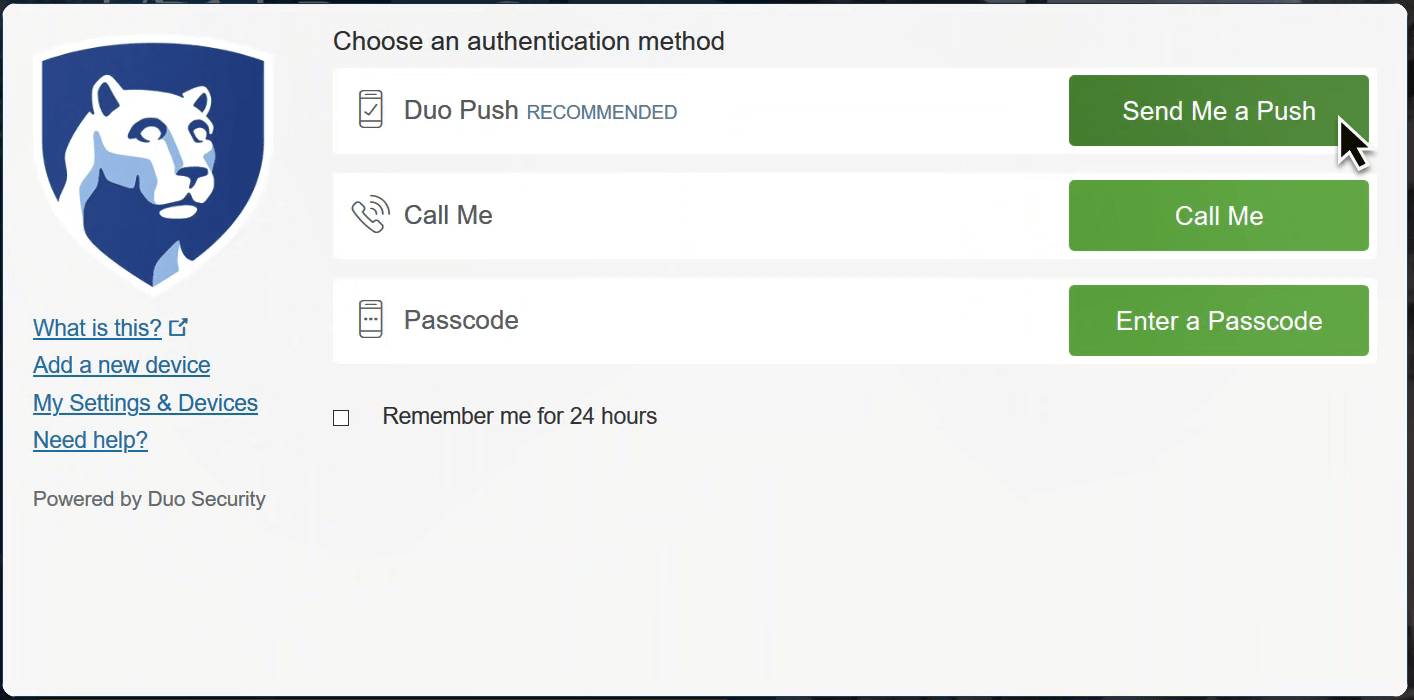 Choose an authentication method
Duo Push RECOMMENDED
Send Me a Push
Call Me
Call Me
Passcode
Enter a Passcode
Remember me for 24 hours
What is this?
Add a new device
My Settings & Devices
Need help?
Powered by Duo Security